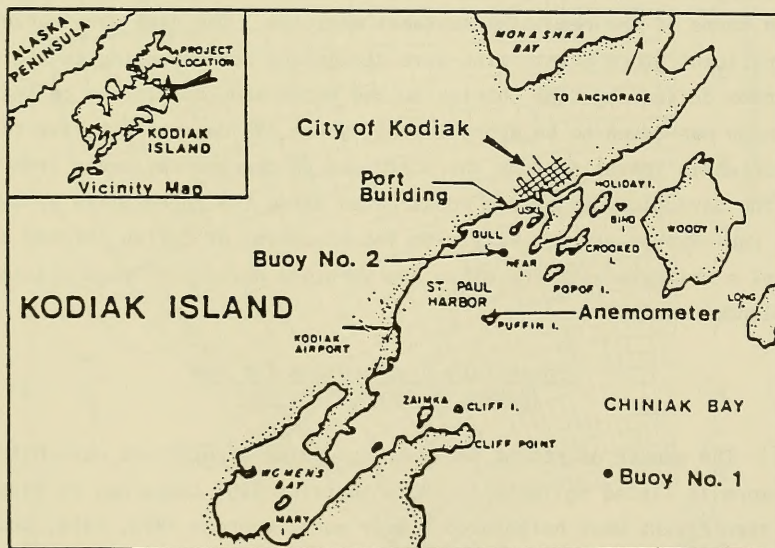 ALASKA
PENINSULA
PROJECT
LOCATION
KODIAK
ISLAND
Vicinity Map
MONASHKA
BAY
TO ANCHORAGE
City of Kodiak
Port
Building
USKI
HOLIDAY I.
BIRD
I.
WOODY I.
GULL
I.
CROOKED
I.
Buoy No. 2
NEAR
I.
POPOF I.
LONG
I.
ST. PAUL
HARBOR
KODIAK ISLAND
Anemometer
PUFFIN I.
KODIAK
AIRPORT
ZAIMKA
CLIFF I.
CHINIAK BAY
CLIFF POINT
WOMENS
BAY
Buoy No. 1
MARY
I.